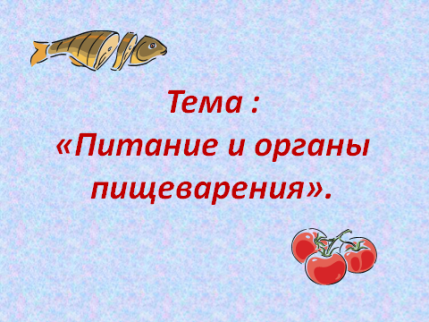 Тема :
«Питание и органы
пищеварения».